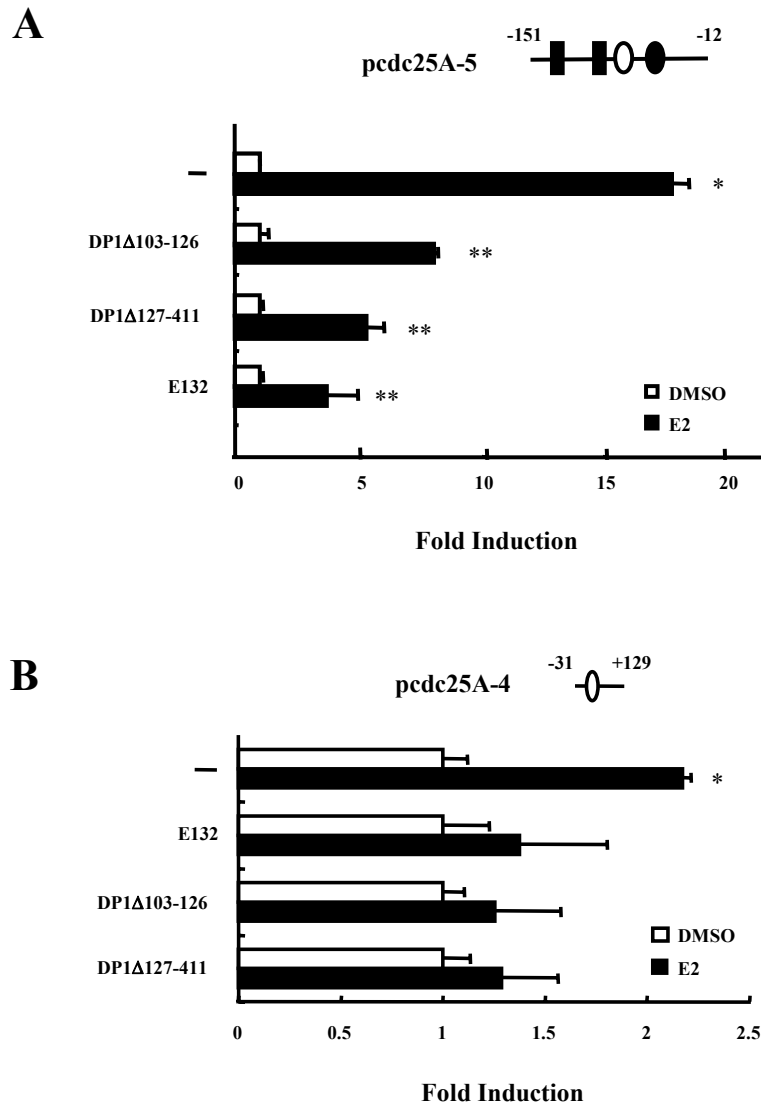 A
-151 -12
pcdc25A-5
–
*
DP1Δ103-126
**
DP1Δ127-411
**
E132
**
DMSO
E2
0 5 10 15 20
Fold Induction
B
-31 +129
pcdc25A-4
–
*
E132
DP1Δ103-126
DMSO
DP1Δ127-411
E2
0 0.5 1 1.5 2 2.5
Fold Induction